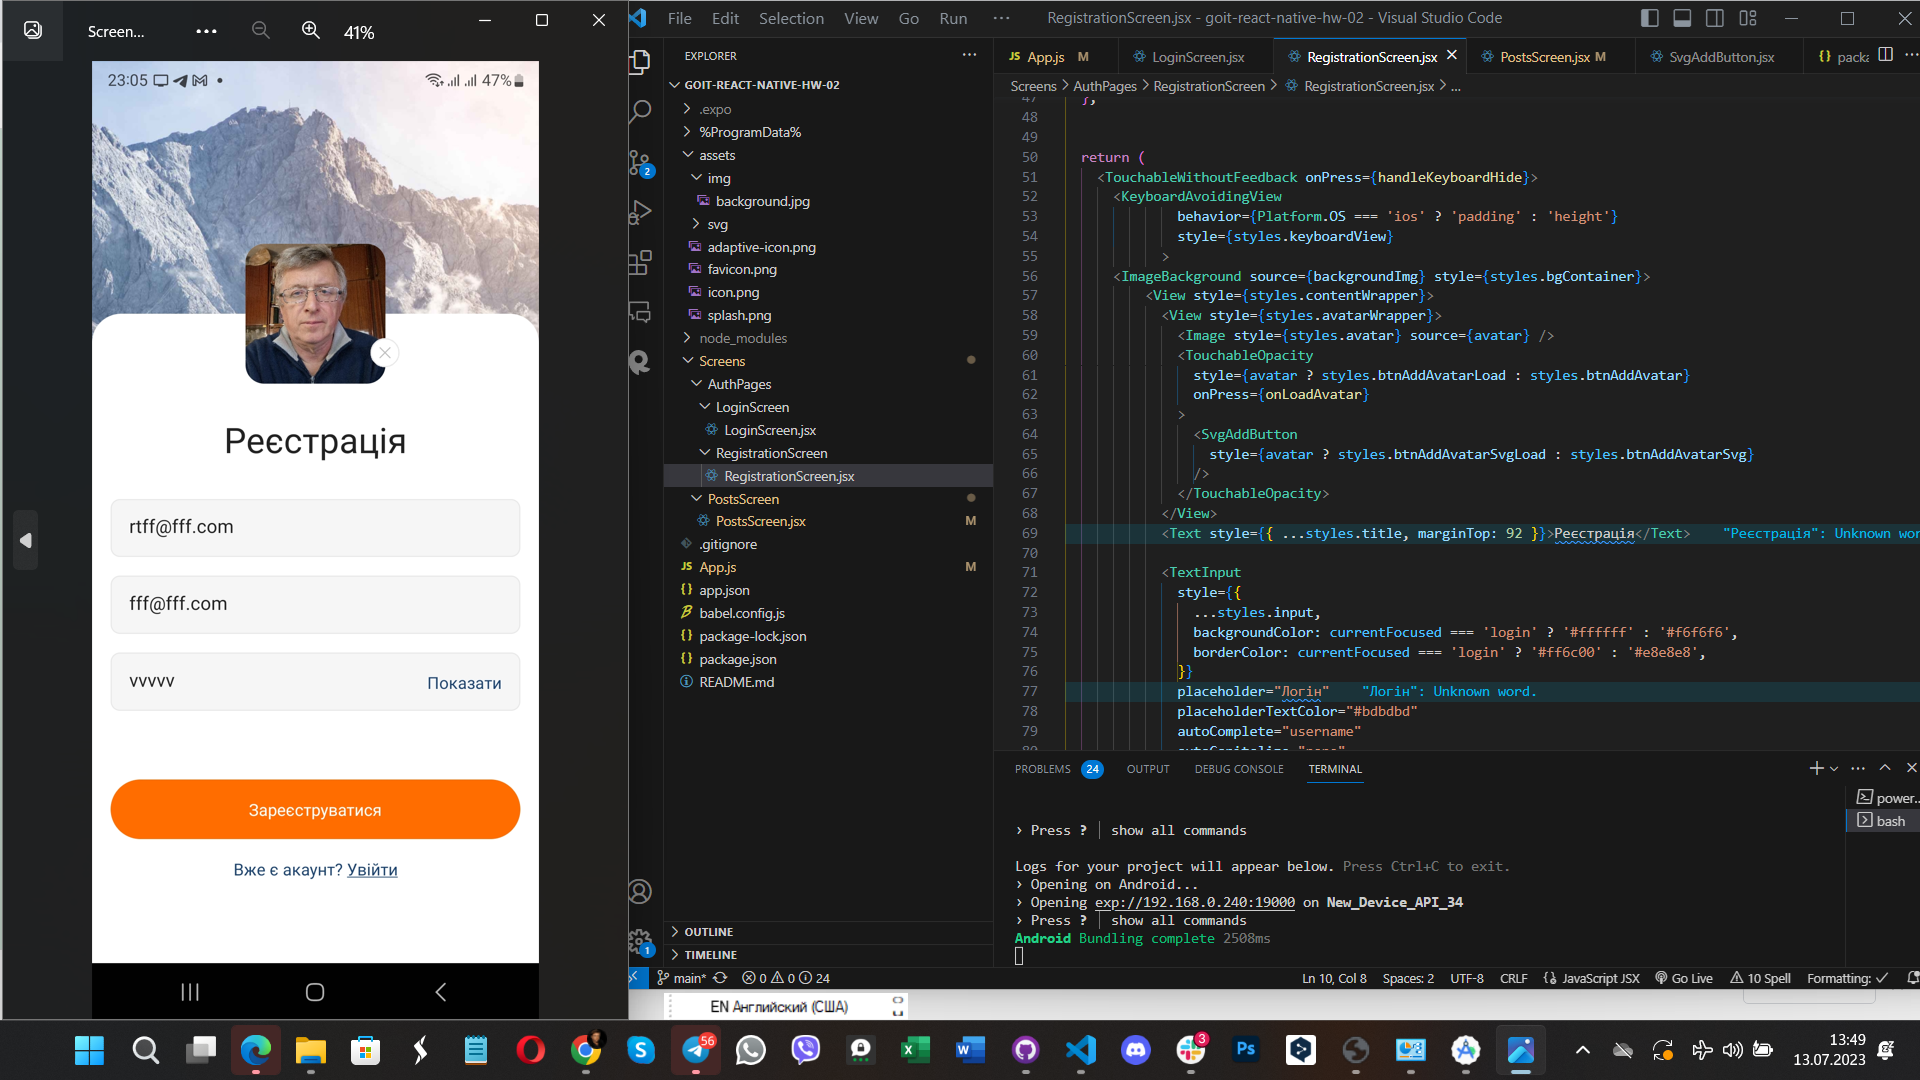 Screen...
41%
23:05
47%
Реєстрація
rtff@fff.com
fff@fff.com
vvvvv
Показати
Зареєструватися
Вже є акаунт? Увійти
File Edit Selection View Go Run ···
RegistrationScreen.jsx - goit-react-native-hw-02 - Visual Studio Code
EXPLORER
GOIT-REACT-NATIVE-HW-02
.expo
%ProgramData%
assets
img
background.jpg
svg
adaptive-icon.png
favicon.png
icon.png
splash.png
node_modules
Screens
AuthPages
LoginScreen
LoginScreen.jsx
RegistrationScreen
RegistrationScreen.jsx
PostsScreen
PostsScreen.jsx M
.gitignore
JS App.js M
{} app.json
babel.config.js
{} package-lock.json
{} package.json
README.md
OUTLINE
TIMELINE
2
1
JS App.js M
LoginScreen.jsx
RegistrationScreen.jsx
PostsScreen.jsx M
SvgAddButton.jsx
{} packa
Screens > AuthPages > RegistrationScreen > RegistrationScreen.jsx > ...
47 };
48
49
50 return (
51 <TouchableWithoutFeedback onPress={handleKeyboardHide}>
52 <KeyboardAvoidingView
53 behavior={Platform.OS === 'ios' ? 'padding' : 'height'}
54 style={styles.keyboardView}
55 >
56 <ImageBackground source={backgroundImg} style={styles.bgContainer}>
57 <View style={styles.contentWrapper}>
58 <View style={styles.avatarWrapper}>
59 <Image style={styles.avatar} source={avatar} />
60 <TouchableOpacity
61 style={avatar ? styles.btnAddAvatarLoad : styles.btnAddAvatar}
62 onPress={onLoadAvatar}
63 >
64 <SvgAddButton
65 style={avatar ? styles.btnAddAvatarSvgLoad : styles.btnAddAvatarSvg}
66 />
67 </TouchableOpacity>
68 </View>
69 <Text style={{ ...styles.title, marginTop: 92 }}>Реєстрація</Text> "Реєстрація": Unknown wor
70
71 <TextInput
72 style={{
73 ...styles.input,
74 backgroundColor: currentFocused === 'login' ? '#ffffff' : '#f6f6f6',
75 borderColor: currentFocused === 'login' ? '#ff6c00' : '#e8e8e8',
76 }}
77 placeholder="Логін" "Логін": Unknown word.
78 placeholderTextColor="#bdbdbd"
79 autoComplete="username"
PROBLEMS 24 OUTPUT DEBUG CONSOLE TERMINAL
power...
bash
› Press ? │ show all commands
Logs for your project will appear below. Press Ctrl+C to exit.
› Opening on Android...
› Opening exp://192.168.0.240:19000 on New_Device_API_34
› Press ? │ show all commands
Android Bundling complete 2508ms
main* 0 0 24
Ln 10, Col 8 Spaces: 2 UTF-8 CRLF {} JavaScript JSX Go Live 10 Spell Formatting: ✓
EN Английский (США)
56
3
13:49
13.07.2023